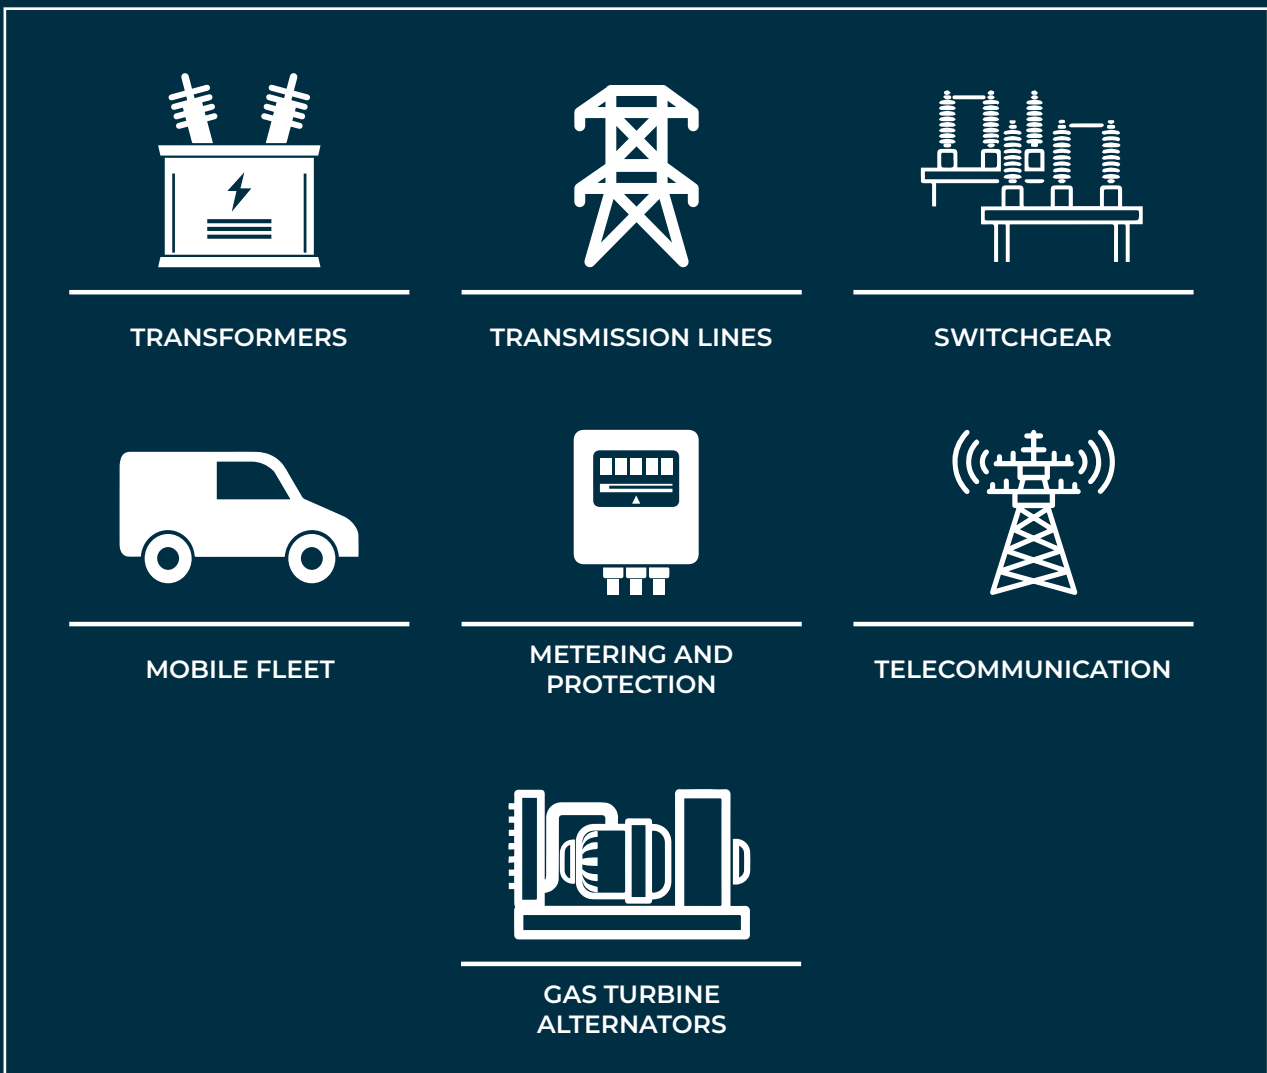 TRANSFORMERS
TRANSMISSION LINES
SWITCHGEAR
MOBILE FLEET
METERING AND
PROTECTION
TELECOMMUNICATION
GAS TURBINE
ALTERNATORS